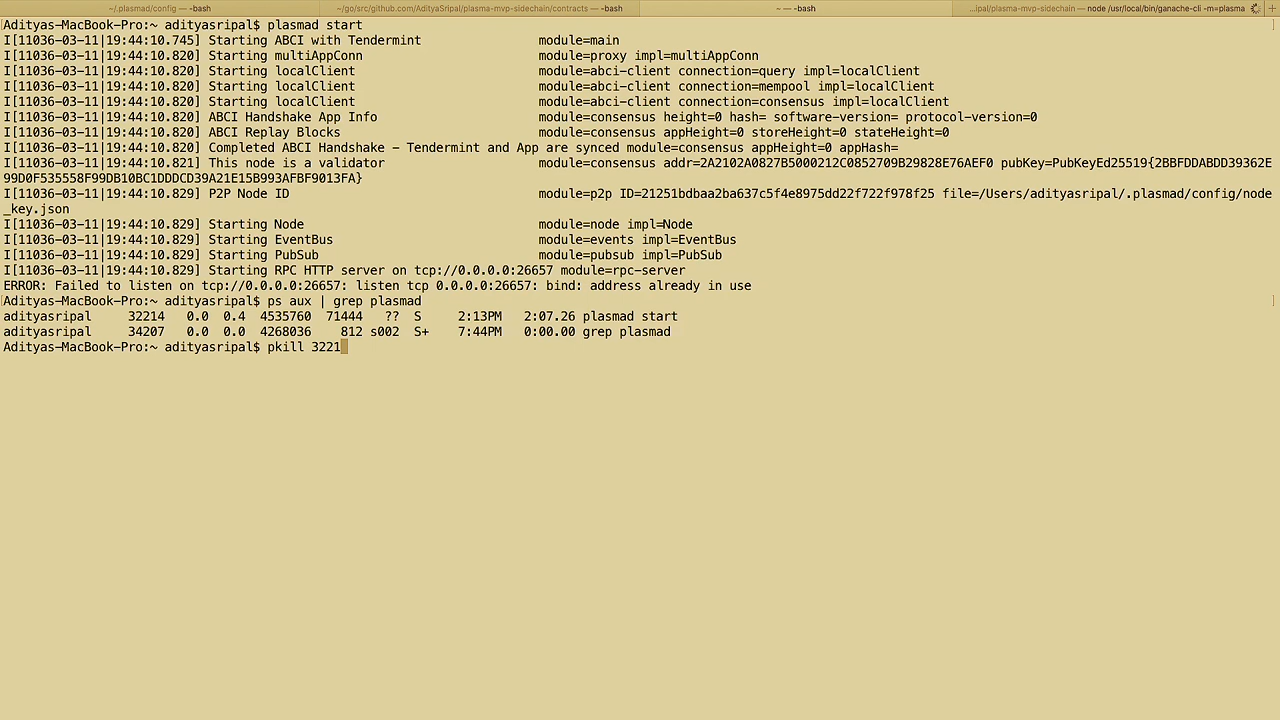 ~/.plasmad/config — -bash
~/go/src/github.com/AdityaSripal/plasma-mvp-sidechain/contracts — -bash
~ — -bash
...ipal/plasma-mvp-sidechain — node /usr/local/bin/ganache-cli -m=plasma
Adityas-MacBook-Pro:~ adityasripal$ plasmad start
I[11036-03-11|19:44:10.745] Starting ABCI with Tendermint module=main
I[11036-03-11|19:44:10.820] Starting multiAppConn module=proxy impl=multiAppConn
I[11036-03-11|19:44:10.820] Starting localClient module=abci-client connection=query impl=localClient
I[11036-03-11|19:44:10.820] Starting localClient module=abci-client connection=mempool impl=localClient
I[11036-03-11|19:44:10.820] Starting localClient module=abci-client connection=consensus impl=localClient
I[11036-03-11|19:44:10.820] ABCI Handshake App Info module=consensus height=0 hash= software-version= protocol-version=0
I[11036-03-11|19:44:10.820] ABCI Replay Blocks module=consensus appHeight=0 storeHeight=0 stateHeight=0
I[11036-03-11|19:44:10.820] Completed ABCI Handshake - Tendermint and App are synced module=consensus appHeight=0 appHash=
I[11036-03-11|19:44:10.821] This node is a validator module=consensus addr=2A2102A0827B5000212C0852709B29828E76AEF0 pubKey=PubKeyEd25519{2BBFDDABDD39362E
99D0F535558F99DB10BC1DDDCD39A21E15B993AFBF9013FA}
I[11036-03-11|19:44:10.829] P2P Node ID module=p2p ID=21251bdbaa2ba637c5f4e8975dd22f722f978f25 file=/Users/adityasripal/.plasmad/config/node
_key.json
I[11036-03-11|19:44:10.829] Starting Node module=node impl=Node
I[11036-03-11|19:44:10.829] Starting EventBus module=events impl=EventBus
I[11036-03-11|19:44:10.829] Starting PubSub module=pubsub impl=PubSub
I[11036-03-11|19:44:10.829] Starting RPC HTTP server on tcp://0.0.0.0:26657 module=rpc-server
ERROR: Failed to listen on tcp://0.0.0.0:26657: listen tcp 0.0.0.0:26657: bind: address already in use
Adityas-MacBook-Pro:~ adityasripal$ ps aux | grep plasmad
adityasripal 32214 0.0 0.4 4535760 71444 ?? S 2:13PM 2:07.26 plasmad start
adityasripal 34207 0.0 0.0 4268036 812 s002 S+ 7:44PM 0:00.00 grep plasmad
Adityas-MacBook-Pro:~ adityasripal$ pkill 3221